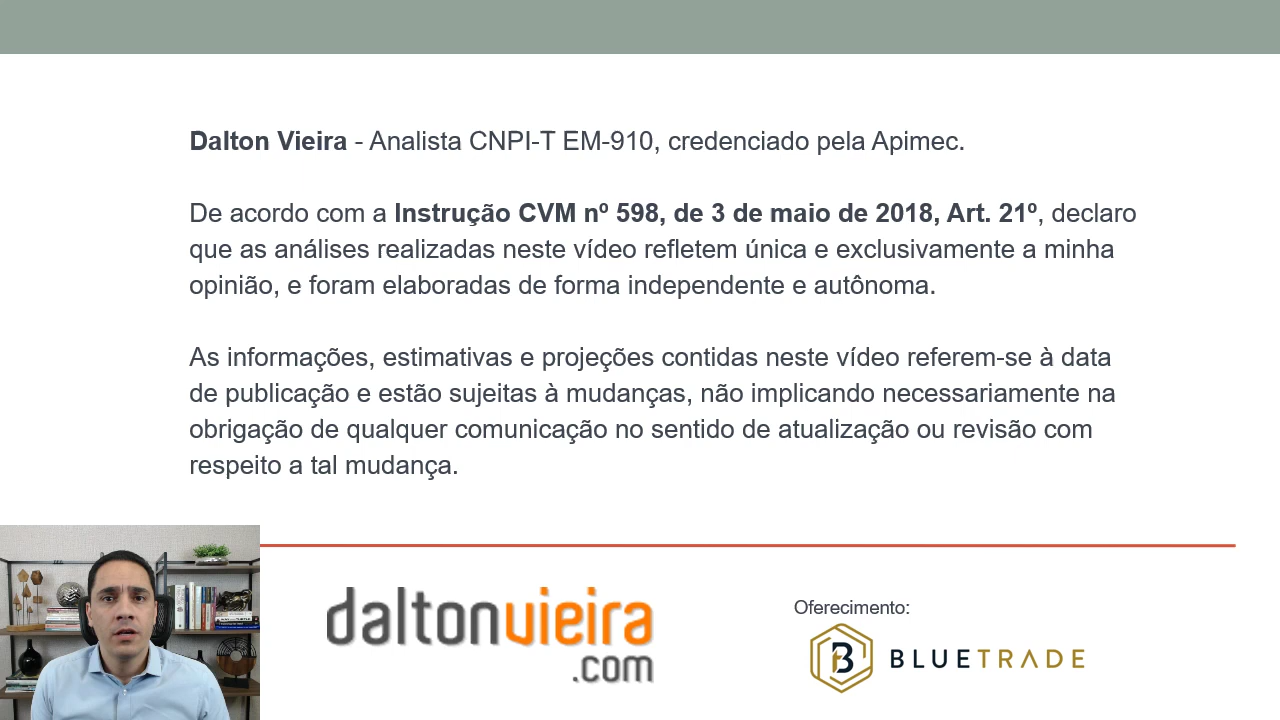 Dalton Vieira - Analista CNPI-T EM-910, credenciado pela Apimec.
De acordo com a Instrução CVM nº 598, de 3 de maio de 2018, Art. 21º, declaro
que as análises realizadas neste vídeo refletem única e exclusivamente a minha
opinião, e foram elaboradas de forma independente e autônoma.
As informações, estimativas e projeções contidas neste vídeo referem-se à data
de publicação e estão sujeitas à mudanças, não implicando necessariamente na
obrigação de qualquer comunicação no sentido de atualização ou revisão com
respeito a tal mudança.
daltonvieira
.com
Oferecimento:
BLUETRADE